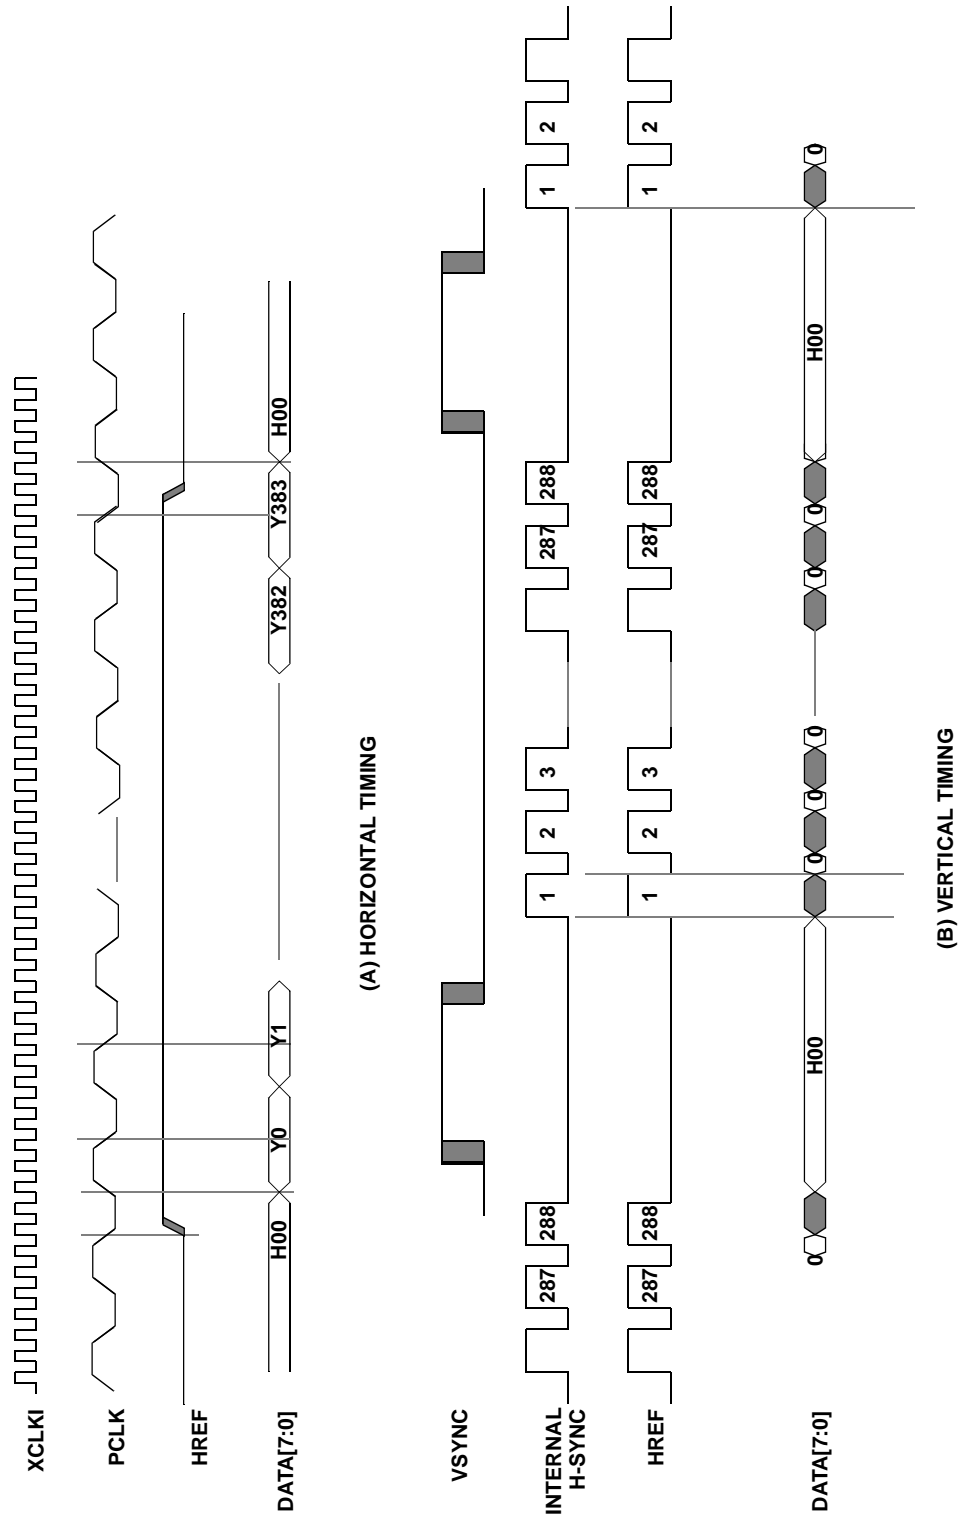 XCLKI
PCLK
HREF
DATA[7:0] H00 Y0 Y1 Y382 Y383 H00
(A) HORIZONTAL TIMING
VSYNC
INTERNAL
H-SYNC 287 288 1 2 3 287 288 1 2
HREF 287 288 1 2 3 287 288 1 2
DATA[7:0] 0 H00 0 0 0 0 0 H00 0
(B) VERTICAL TIMING